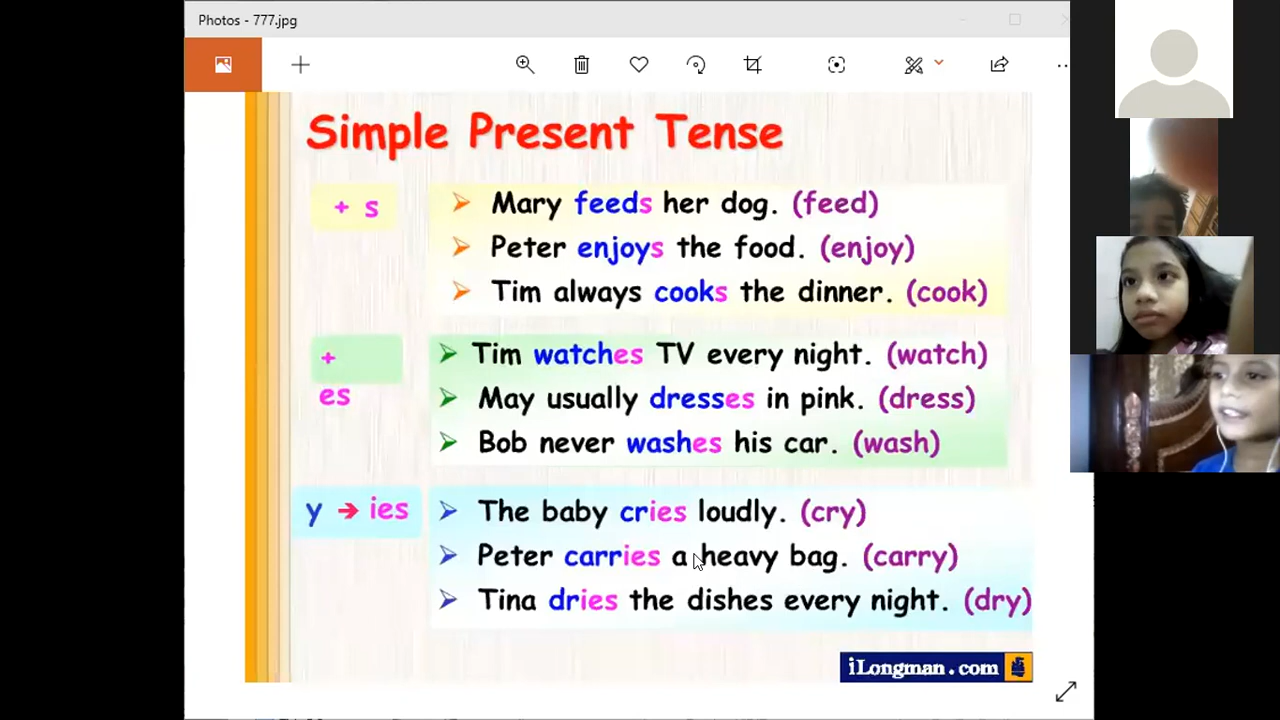 Photos - 777.jpg
Simple Present Tense
+ s
Mary feeds her dog. (feed)
Peter enjoys the food. (enjoy)
Tim always cooks the dinner. (cook)
+
es
Tim watches TV every night. (watch)
May usually dresses in pink. (dress)
Bob never washes his car. (wash)
y → ies
The baby cries loudly. (cry)
Peter carries a heavy bag. (carry)
Tina dries the dishes every night. (dry)
iLongman.com